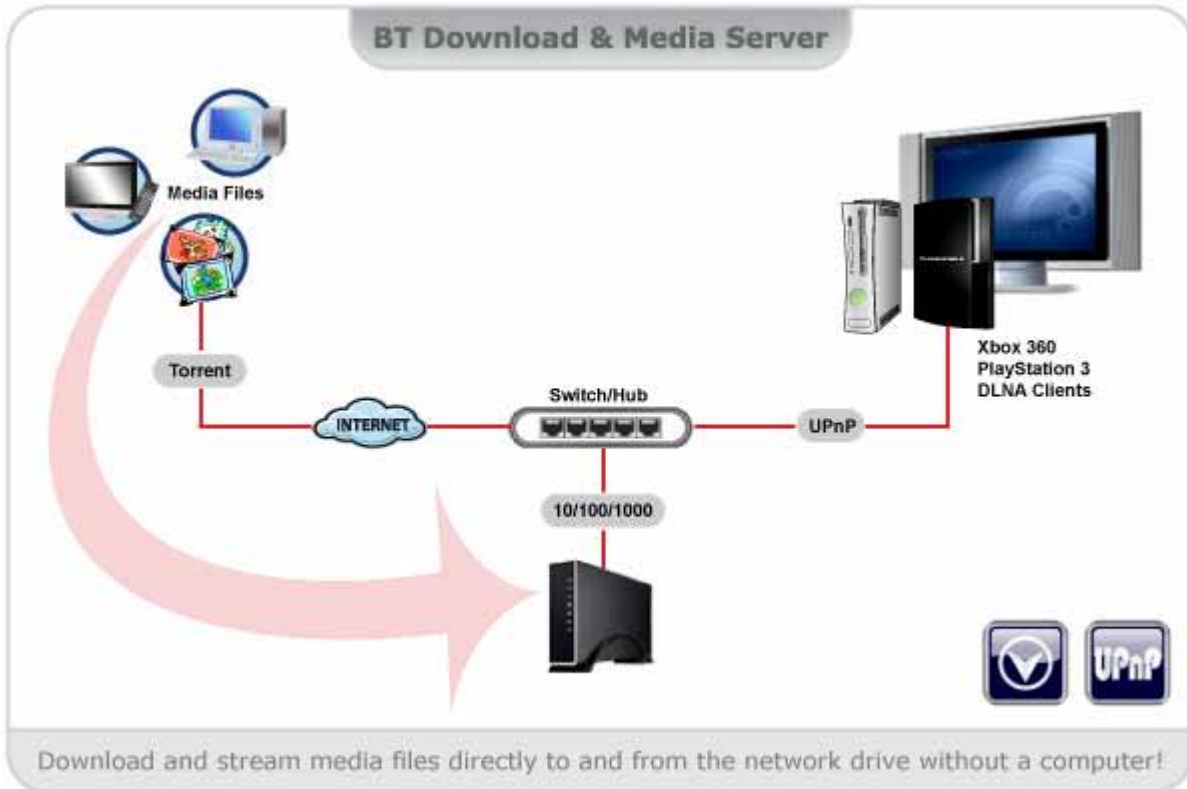 BT Download & Media Server
Media Files
Torrent
INTERNET
Switch/Hub
UPnP
Xbox 360
PlayStation 3
DLNA Clients
10/100/1000
UPnP
Download and stream media files directly to and from the network drive without a computer!